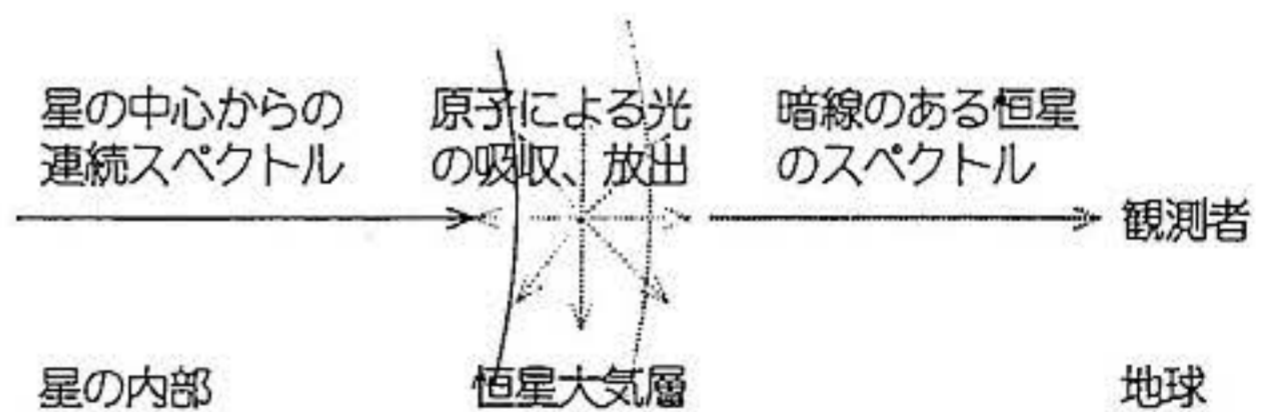 星の中心からの
連続スペクトル
原子による光
の吸収、放出
暗線のある恒星
のスペクトル
観測者
星の内部
恒星大気層
地球